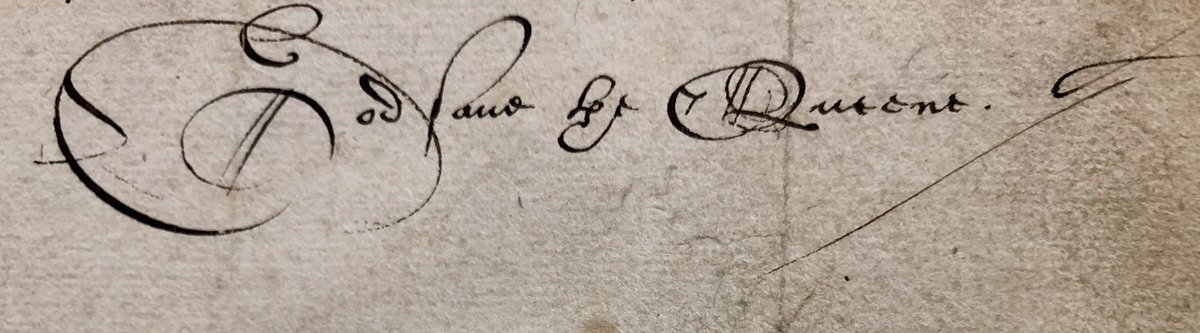 God saue the Queene.